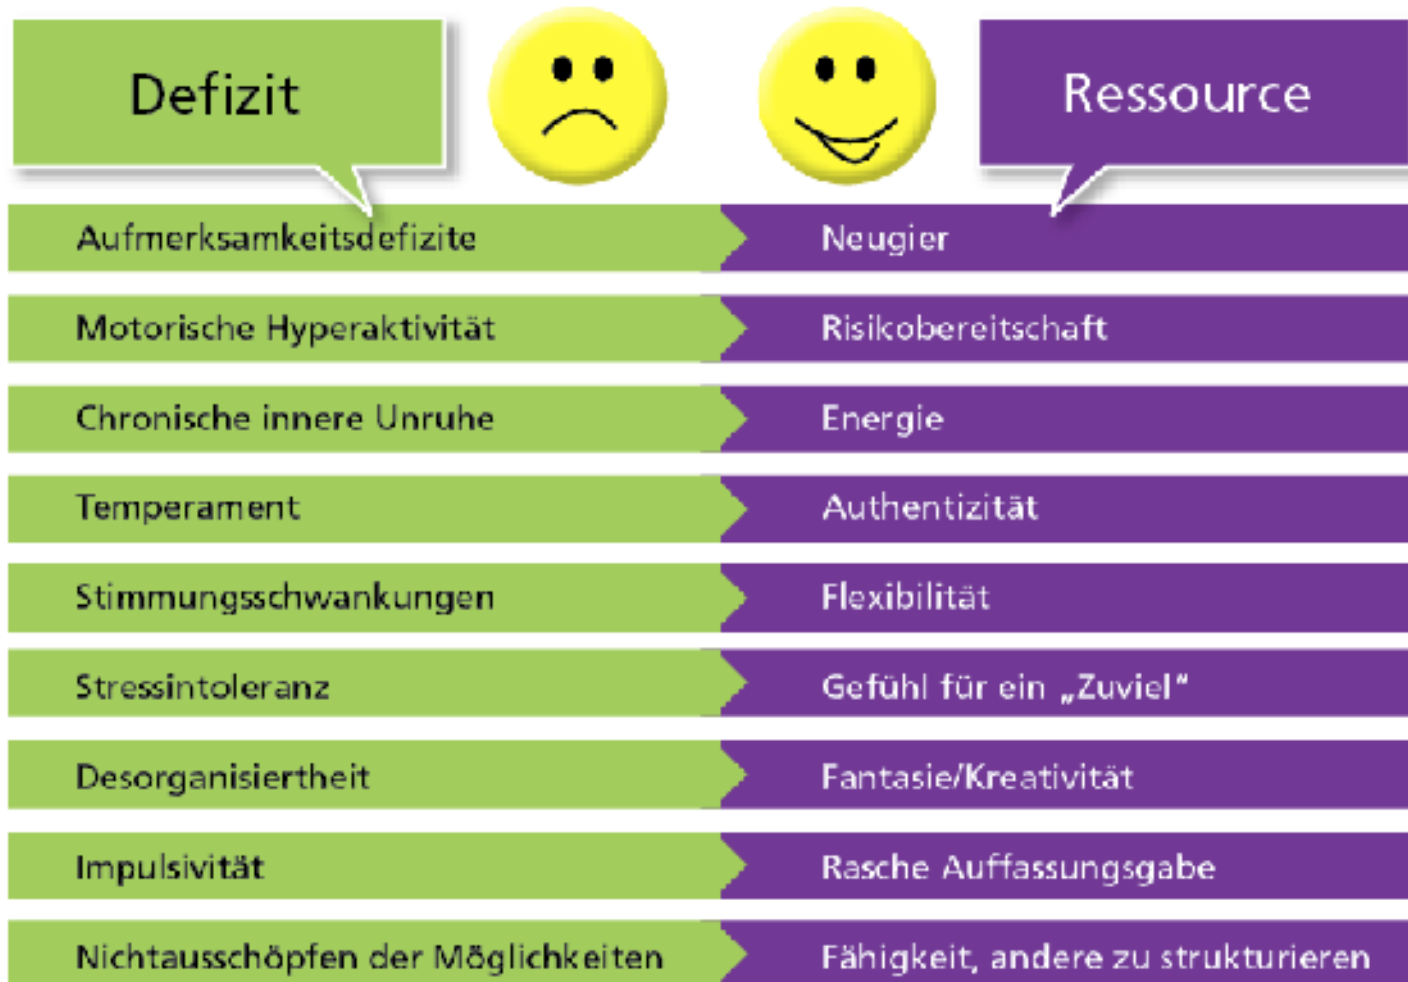 Defizit
Ressource
Aufmerksamkeitsdefizite
Neugier
Motorische Hyperaktivität
Risikobereitschaft
Chronische innere Unruhe
Energie
Temperament
Authentizität
Stimmungsschwankungen
Flexibilität
Stressintoleranz
Gefühl für ein „Zuviel“
Desorganisiertheit
Fantasie/Kreativität
Impulsivität
Rasche Auffassungsgabe
Nichtausschöpfen der Möglichkeiten
Fähigkeit, andere zu strukturieren